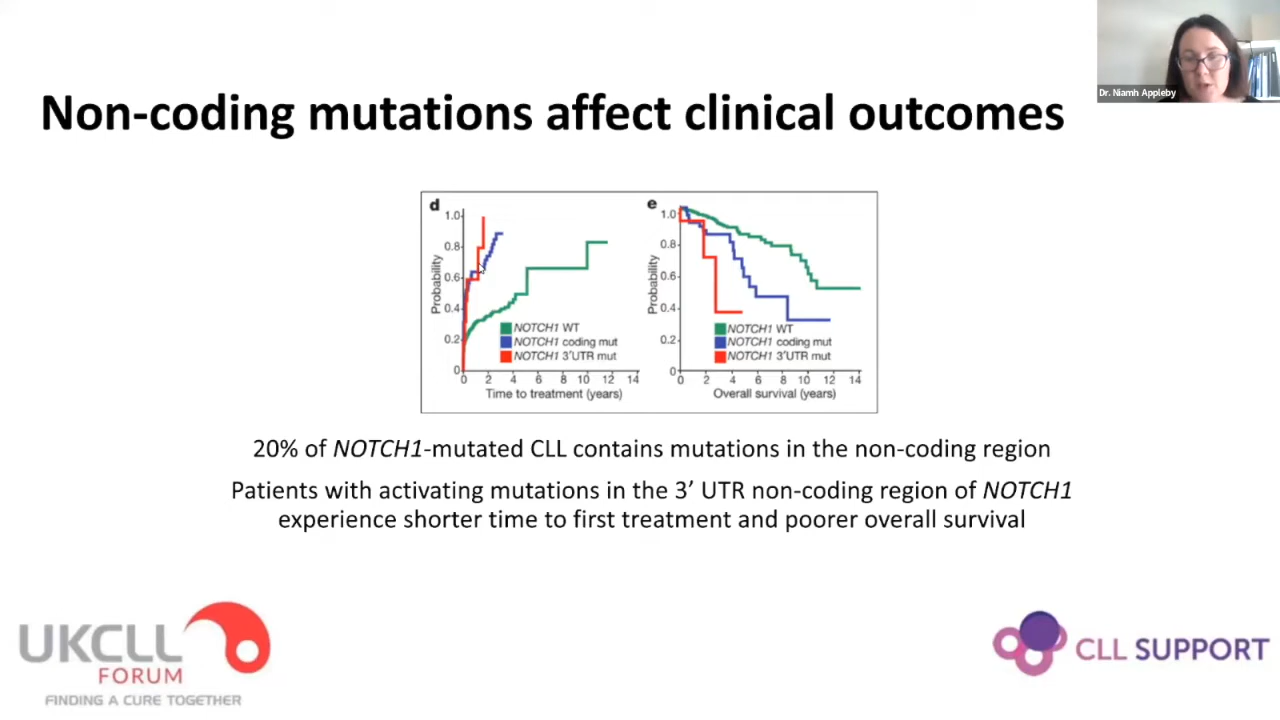 Dr. Niamh Appleby
Non-coding mutations affect clinical outcomes
d
1.0
0.8
0.6
0.4
0.2
0
Probability
NOTCH1 WT
NOTCH1 coding mut
NOTCH1 3′UTR mut
0 2 4 6 8 10 12 14
Time to treatment (years)
e
1.0
0.8
0.6
0.4
0.2
0
Probability
NOTCH1 WT
NOTCH1 coding mut
NOTCH1 3′UTR mut
0 2 4 6 8 10 12 14
Overall survival (years)
20% of NOTCH1-mutated CLL contains mutations in the non-coding region
Patients with activating mutations in the 3’ UTR non-coding region of NOTCH1
experience shorter time to first treatment and poorer overall survival
UKCLL
FORUM
FINDING A CURE TOGETHER
CLL SUPPORT